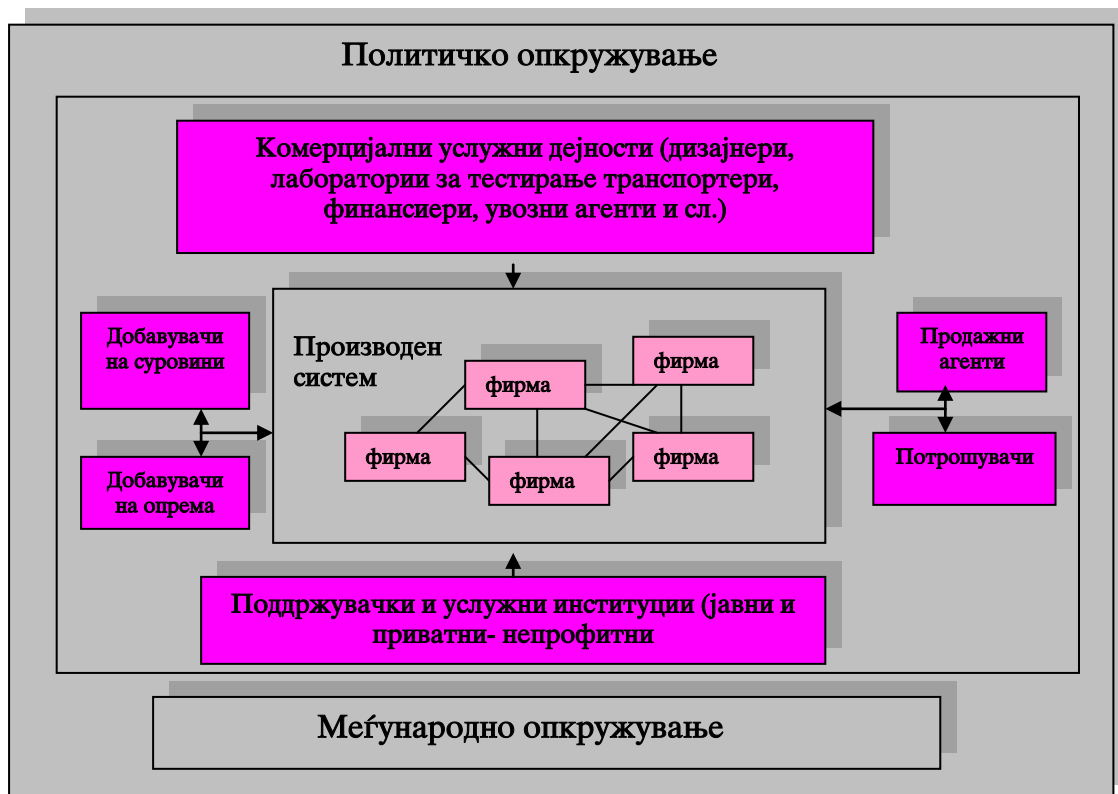 Политичко опкружување
Комерцијални услужни дејности (дизајнери,
лаборатории за тестирање транспортери,
финансиери, увозни агенти и сл.)
Добавувачи
на суровини
Добавувачи
на опрема
Производен
систем
фирма
фирма
фирма
фирма
фирма
Продажни
агенти
Потрошувачи
Поддржувачки и услужни институции (јавни и
приватни- непрофитни
Меѓународно опкружување